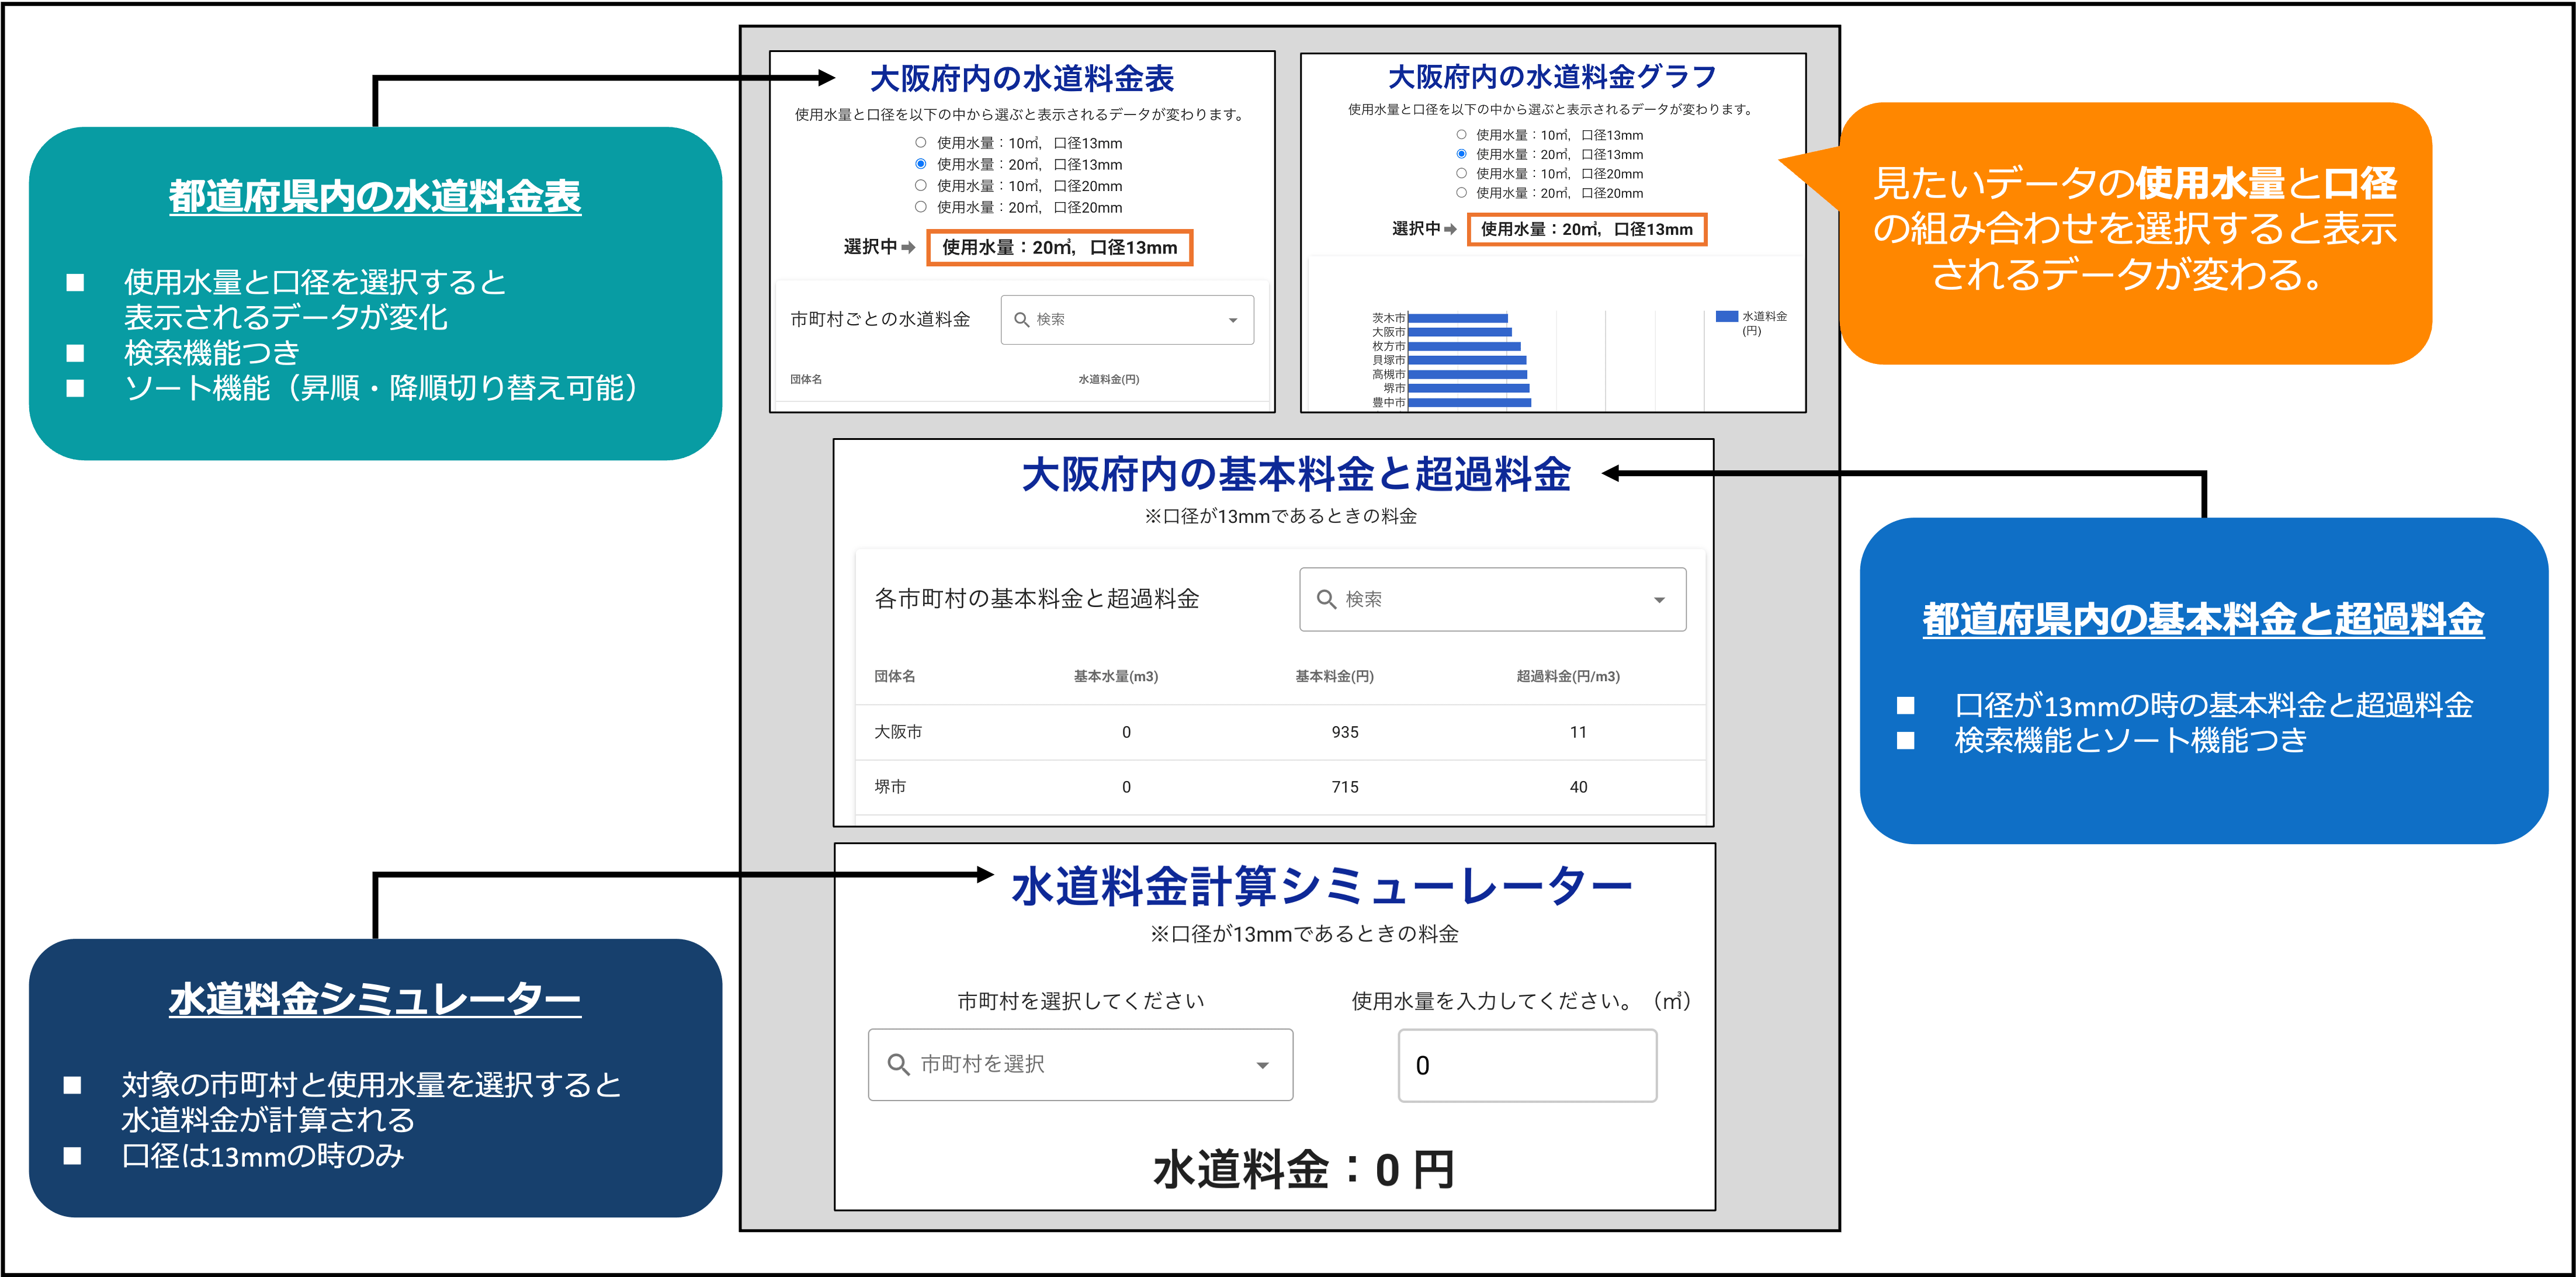 都道府県内の水道料金表
■ 使用水量と口径を選択すると
表示されるデータが変化
■ 検索機能つき
■ ソート機能（昇順・降順切り替え可能）
大阪府内の水道料金表
使用水量と口径を以下の中から選ぶと表示されるデータが変わります。
使用水量：10㎥, 口径13mm
使用水量：20㎥, 口径13mm
使用水量：10㎥, 口径20mm
使用水量：20㎥, 口径20mm
選択中 使用水量：20㎥, 口径13mm
市町村ごとの水道料金 検索
団体名 水道料金(円)
大阪府内の水道料金グラフ
使用水量と口径を以下の中から選ぶと表示されるデータが変わります。
使用水量：10㎥, 口径13mm
使用水量：20㎥, 口径13mm
使用水量：10㎥, 口径20mm
使用水量：20㎥, 口径20mm
選択中 使用水量：20㎥, 口径13mm
茨木市
大阪市
枚方市
貝塚市
高槻市
堺市
豊中市
水道料金
(円)
見たいデータの使用水量と口径
の組み合わせを選択すると表示
されるデータが変わる。
大阪府内の基本料金と超過料金
※口径が13mmであるときの料金
各市町村の基本料金と超過料金 検索
団体名 基本水量(m3) 基本料金(円) 超過料金(円/m3)
大阪市 0 935 11
堺市 0 715 40
都道府県内の基本料金と超過料金
■ 口径が13mmの時の基本料金と超過料金
■ 検索機能とソート機能つき
水道料金シミュレーター
■ 対象の市町村と使用水量を選択すると
水道料金が計算される
■ 口径は13mmの時のみ
水道料金計算シミューレーター
※口径が13mmであるときの料金
市町村を選択してください 使用水量を入力してください。（㎥）
市町村を選択 0
水道料金：0 円